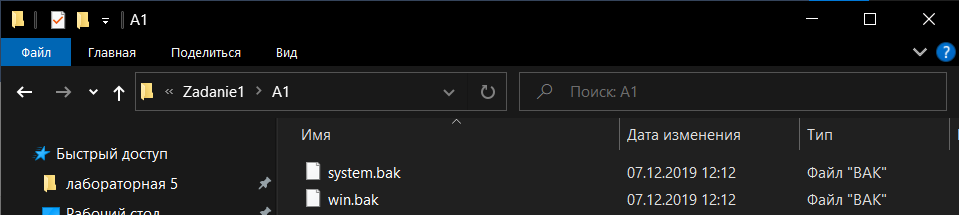 A1
Файл Главная Поделиться Вид
« Zadanie1 > A1 Поиск: A1
Имя Дата изменения Тип
Быстрый доступ
system.bak 07.12.2019 12:12 Файл "BAK"
лабораторная 5
win.bak 07.12.2019 12:12 Файл "BAK"
Рабочий стол